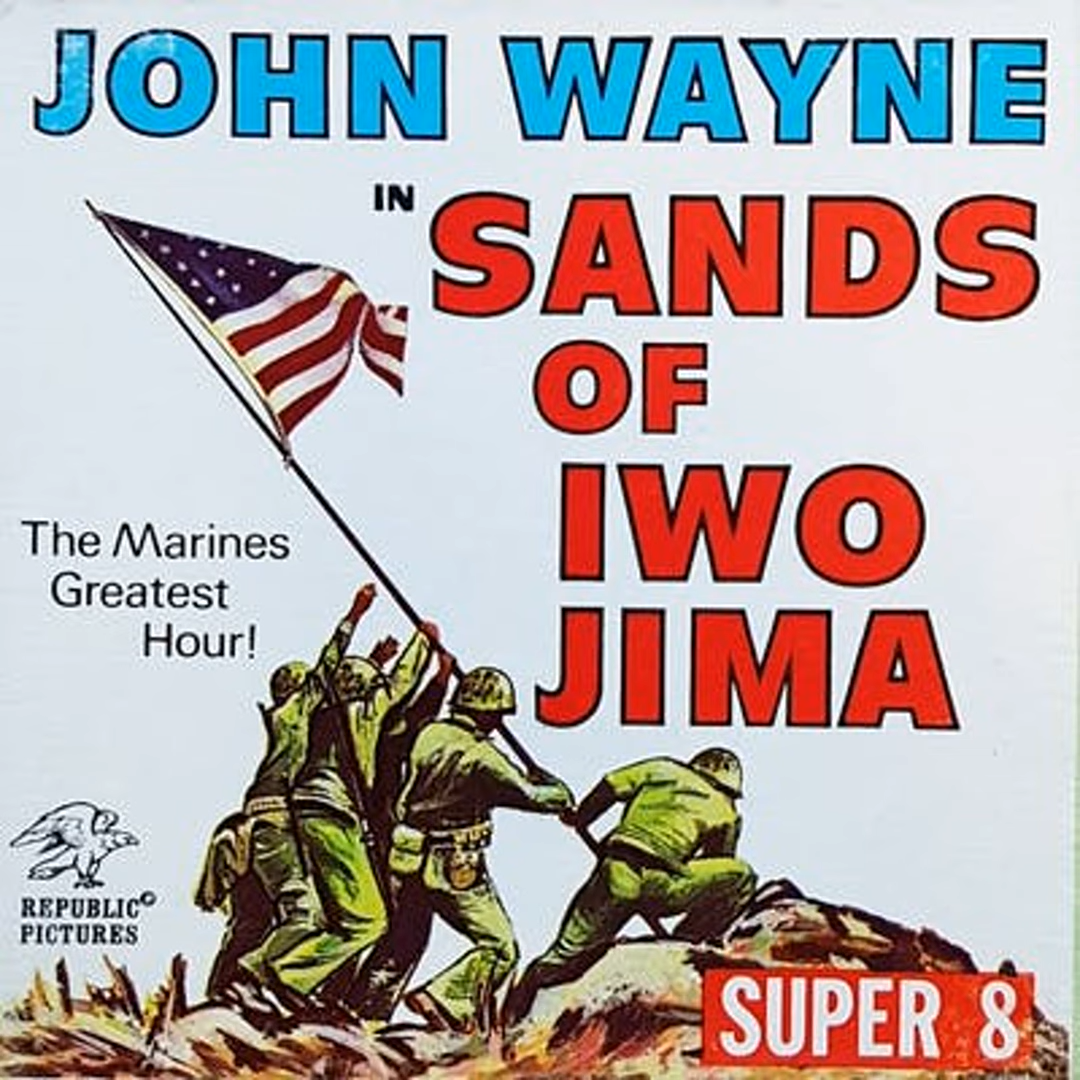 JOHN WAYNE
IN SANDS
OF
IWO
JIMA
The Marines
Greatest
Hour!
REPUBLIC©
PICTURES
SUPER 8